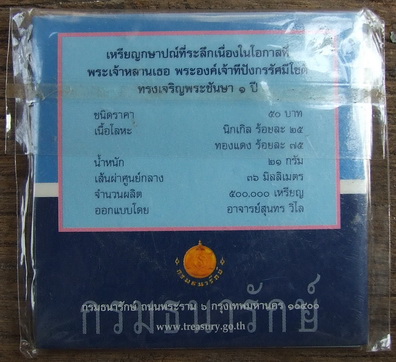 เหรียญกษาปณ์ที่ระลึกเนื่องในโอกาสที่
พระเจ้าหลานเธอ พระองค์เจ้าทีปังกรรัศมีโชติ
ทรงเจริญพระชันษา ๑ ปี
ชนิดราคา ๕๐ บาท
เนื้อโลหะ นิกเกิล ร้อยละ ๒๕
ทองแดง ร้อยละ ๗๕
น้ำหนัก ๒๑ กรัม
เส้นผ่าศูนย์กลาง ๓๖ มิลลิเมตร
จำนวนผลิต ๕๐๐,๐๐๐ เหรียญ
ออกแบบโดย อาจารย์สุนทร วิไล
กรมธนารักษ์
กรมธนารักษ์ ถนนพระราม ๖ กรุงเทพมหานคร ๑๐๔๐๐
กรมธนารักษ์
www.treasury.go.th